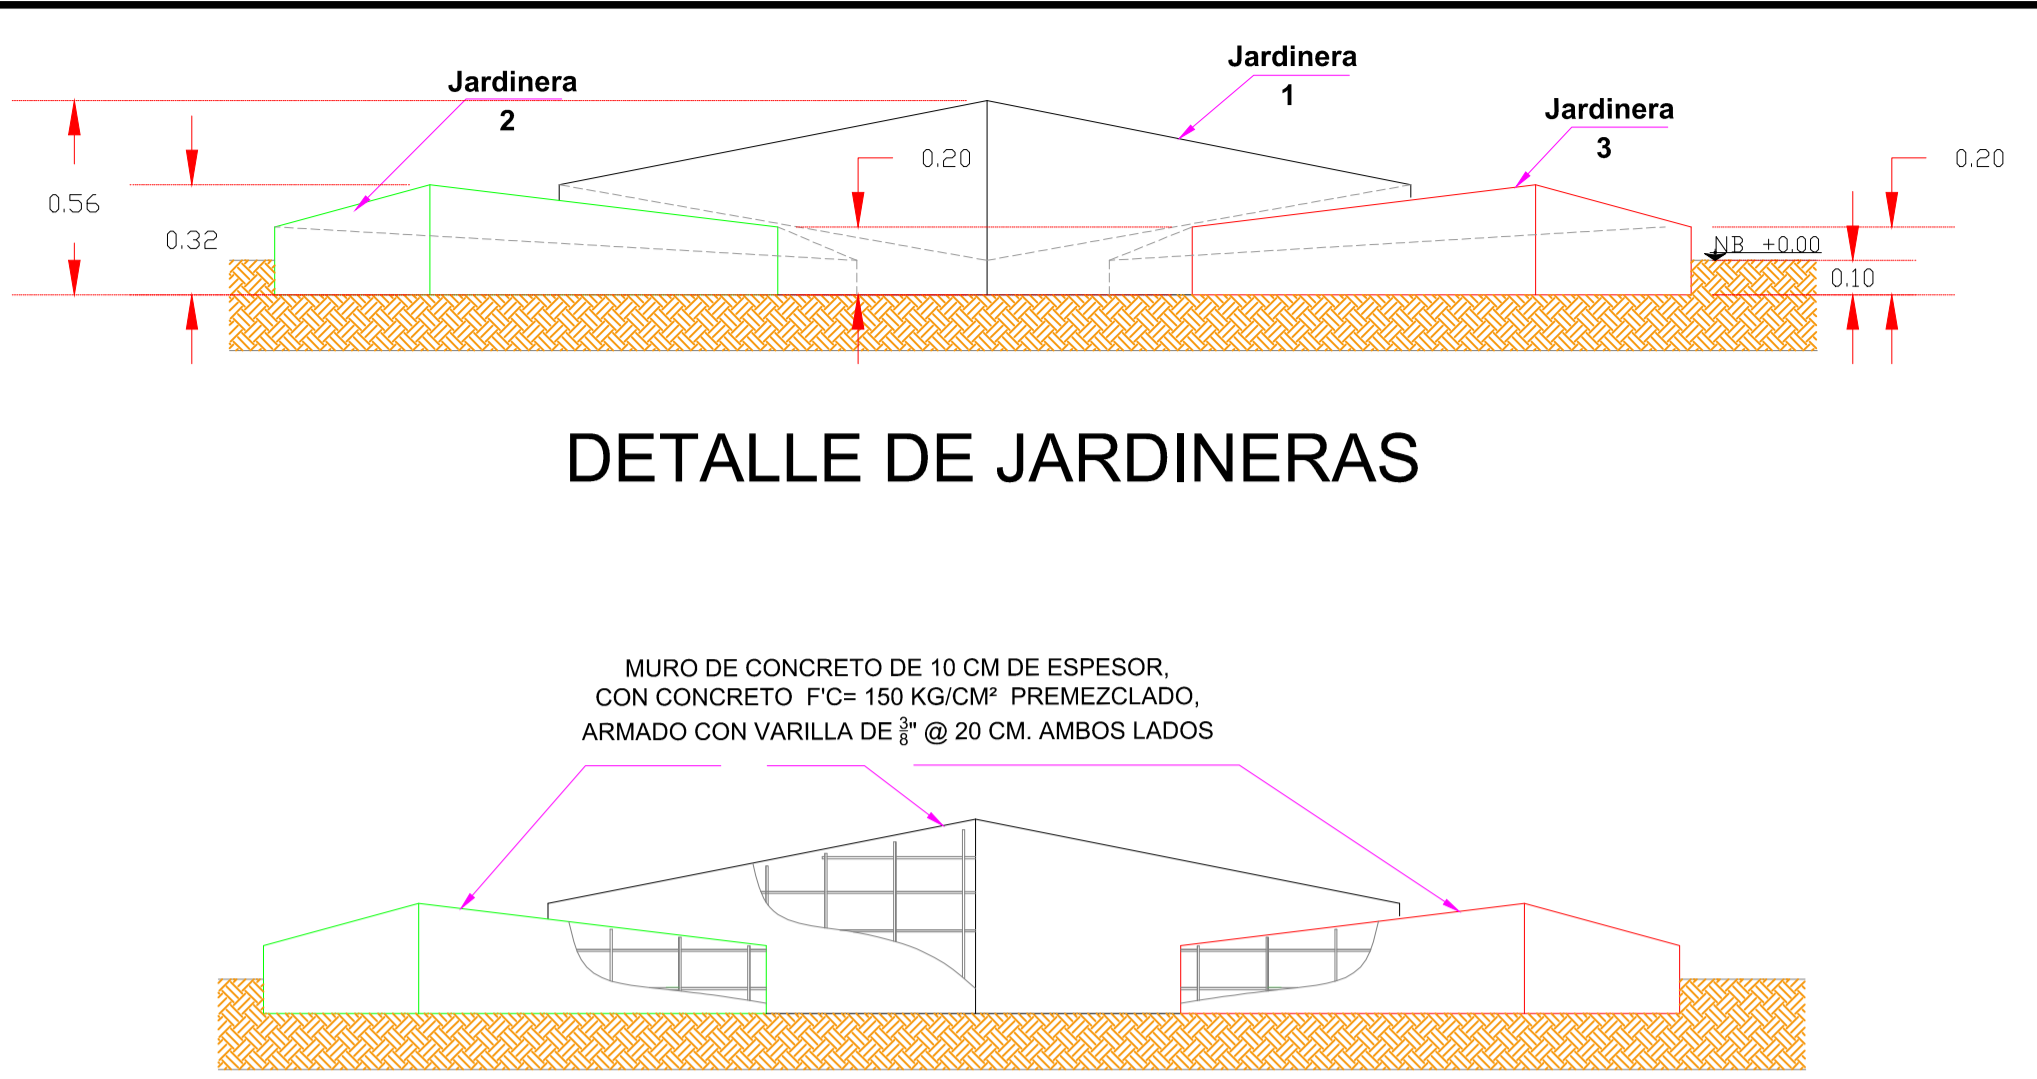 Jardinera
1
Jardinera
2
Jardinera
3
0.20
0.20
0.56
0.32
NB +0.00
0.10
DETALLE DE JARDINERAS
MURO DE CONCRETO DE 10 CM DE ESPESOR,
CON CONCRETO F'C= 150 KG/CM² PREMEZCLADO,
ARMADO CON VARILLA DE 3/8" @ 20 CM. AMBOS LADOS